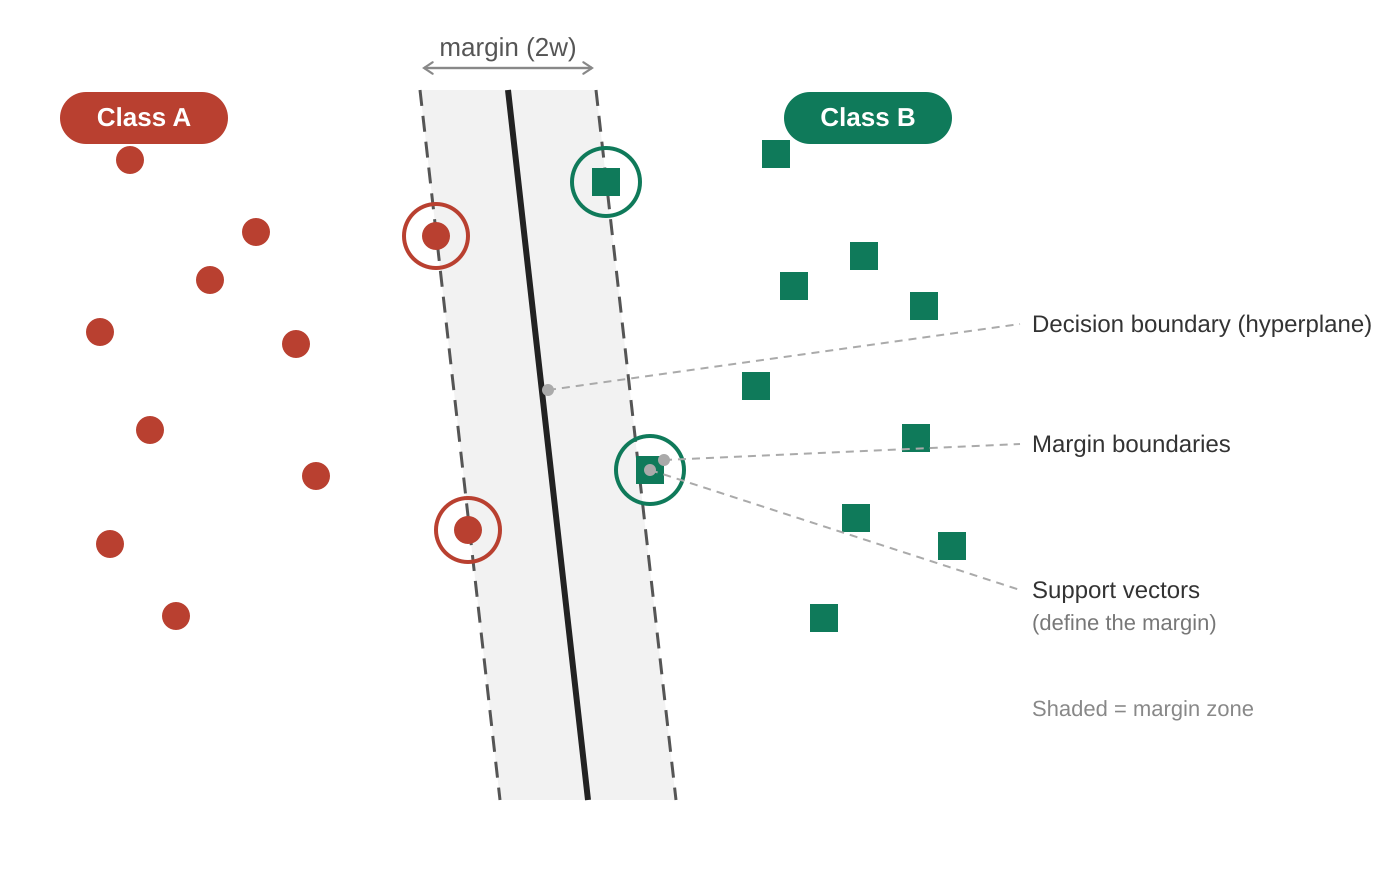 margin (2w)
Class A
Class B
Decision boundary (hyperplane)
Margin boundaries
Support vectors
(define the margin)
Shaded = margin zone